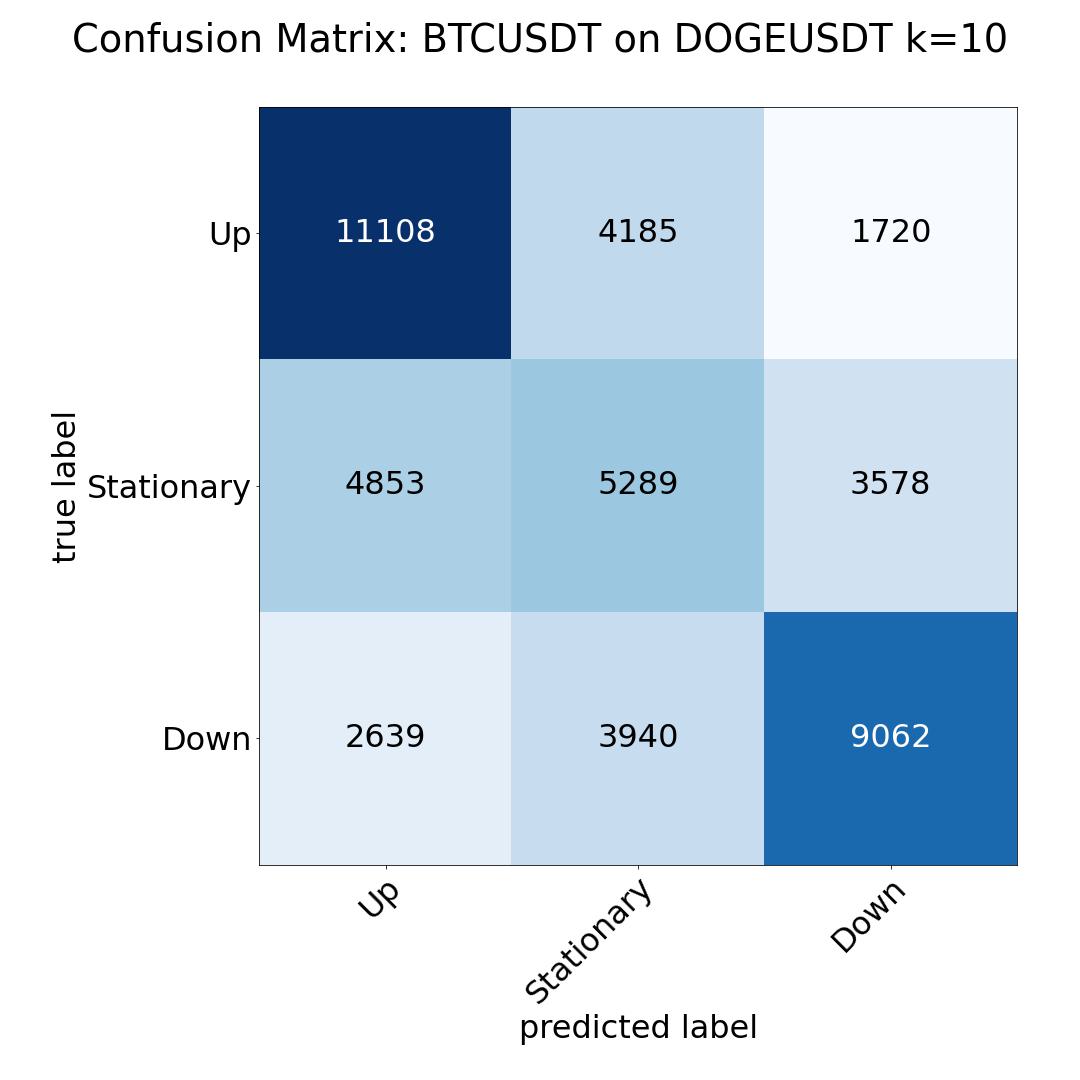 Confusion Matrix: BTCUSDT on DOGEUSDT k=10
Up
11108
4185
1720
true label
Stationary
4853
5289
3578
Down
2639
3940
9062
Up
Stationary
Down
predicted label